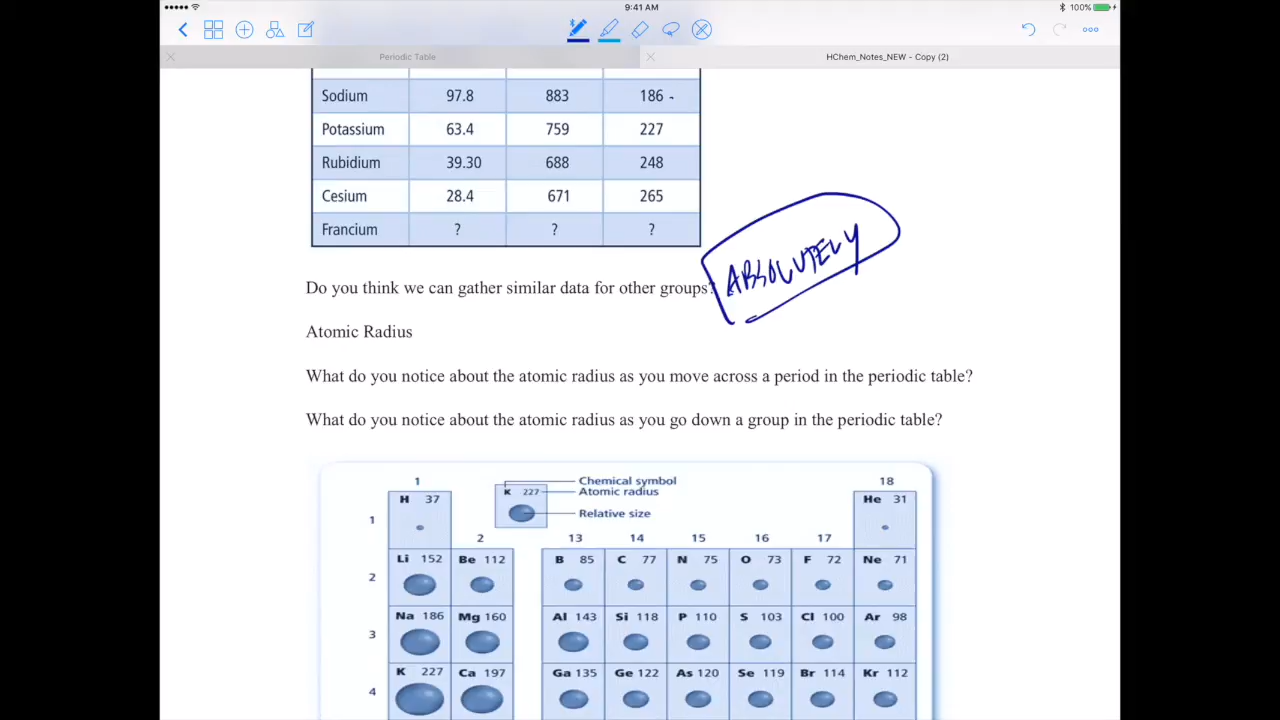 9:41 AM
100%
Periodic Table
HChem_Notes_NEW - Copy (2)
Sodium 97.8 883 186 -
Potassium 63.4 759 227
Rubidium 39.30 688 248
Cesium 28.4 671 265
Francium ? ? ?
ABSOLUTELY
Do you think we can gather similar data for other groups?
Atomic Radius
What do you notice about the atomic radius as you move across a period in the periodic table?
What do you notice about the atomic radius as you go down a group in the periodic table?
1 Chemical symbol 18
K 227 Atomic radius
Relative size
1 H 37 He 31
2 13 14 15 16 17
Li 152 Be 112 B 85 C 77 N 75 O 73 F 72 Ne 71
2
Na 186 Mg 160 Al 143 Si 118 P 110 S 103 Cl 100 Ar 98
3
K 227 Ca 197 Ga 135 Ge 122 As 120 Se 119 Br 114 Kr 112
4